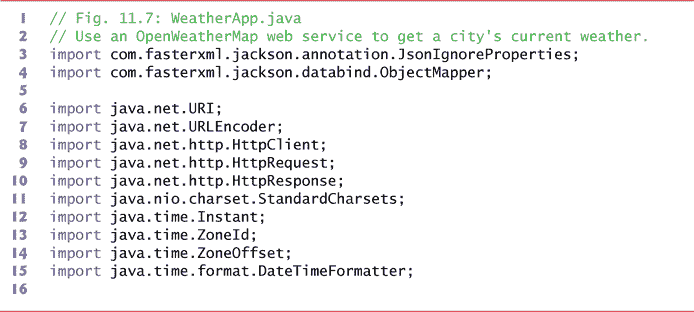 1 // Fig. 11.7: WeatherApp.java
2 // Use an OpenWeatherMap web service to get a city's current weather.
3 import com.fasterxml.jackson.annotation.JsonIgnoreProperties;
4 import com.fasterxml.jackson.databind.ObjectMapper;
5
6 import java.net.URI;
7 import java.net.URLEncoder;
8 import java.net.http.HttpClient;
9 import java.net.http.HttpRequest;
10 import java.net.http.HttpResponse;
11 import java.nio.charset.StandardCharsets;
12 import java.time.Instant;
13 import java.time.ZoneId;
14 import java.time.ZoneOffset;
15 import java.time.format.DateTimeFormatter;
16